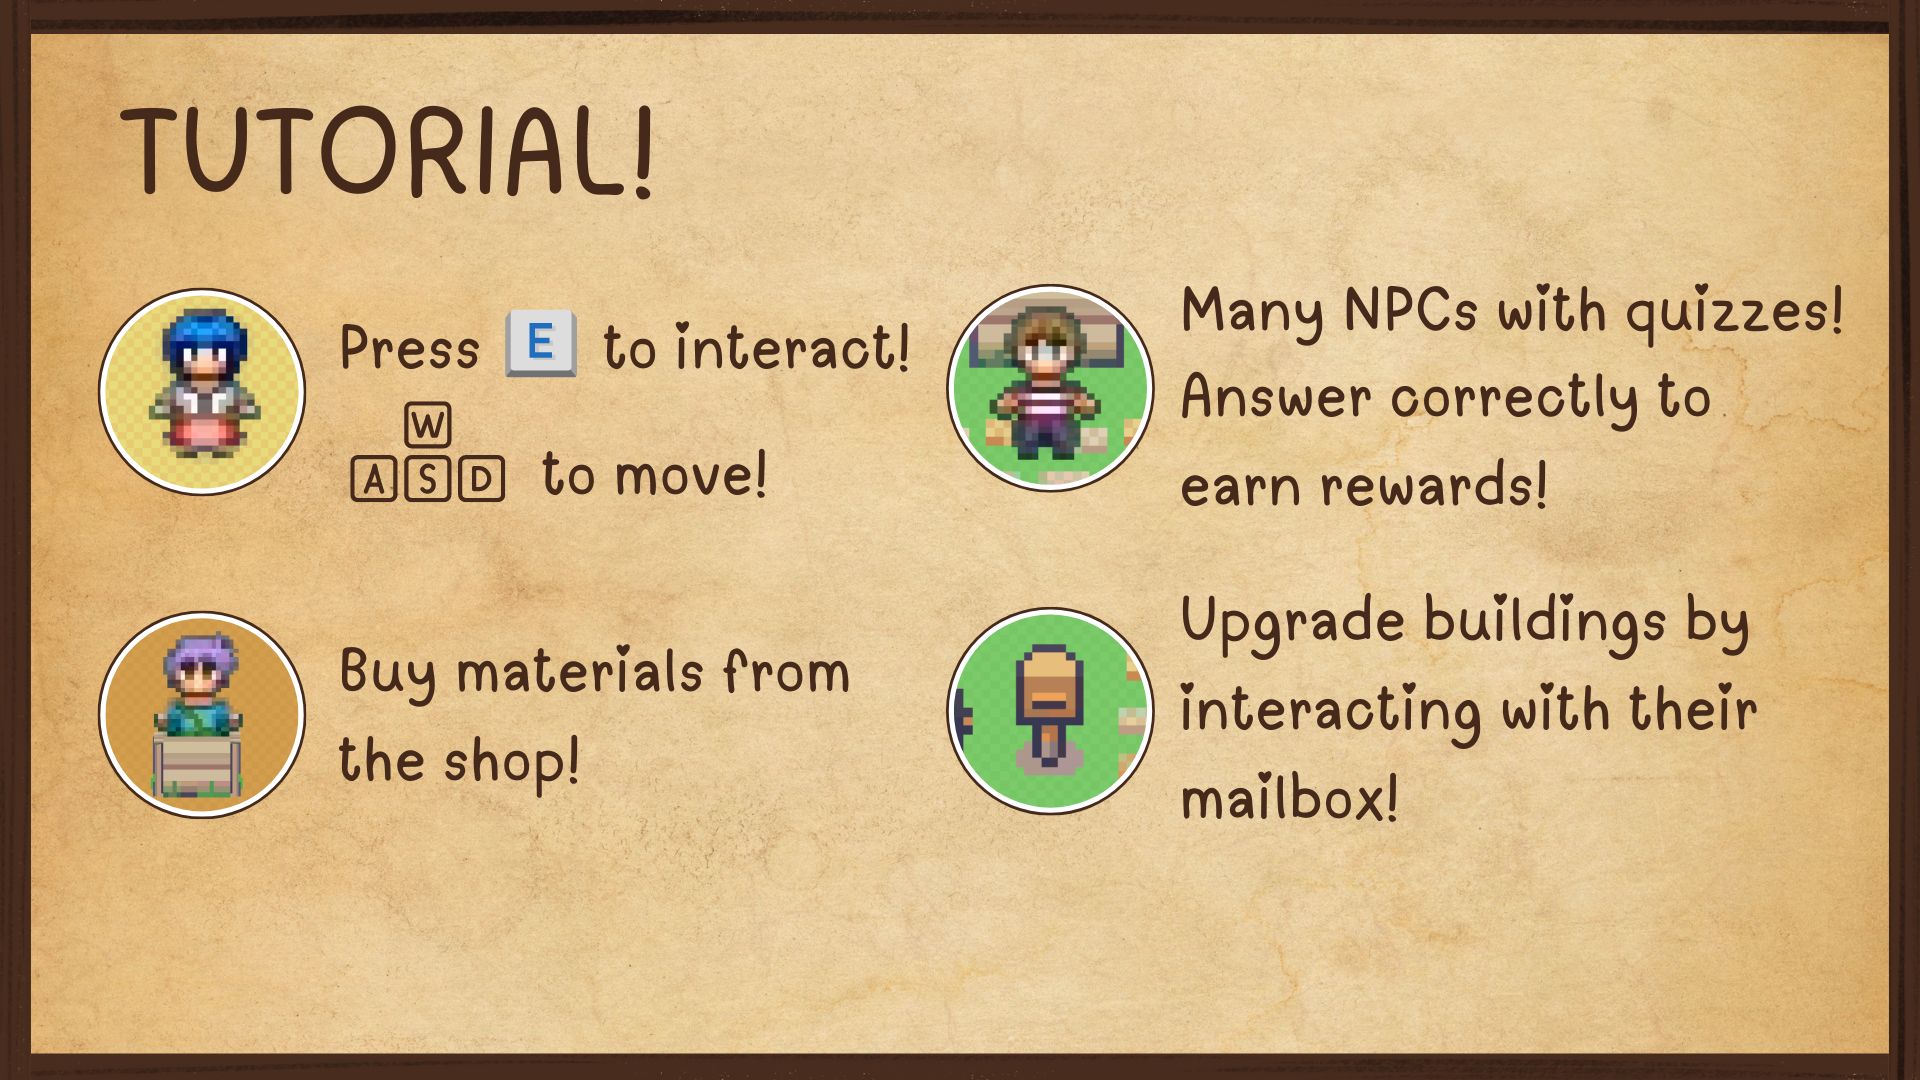 TUTORIAL!
Press E to interact!
W
A S D to move!
Many NPCs with quizzes!
Answer correctly to
earn rewards!
Buy materials from
the shop!
Upgrade buildings by
interacting with their
mailbox!